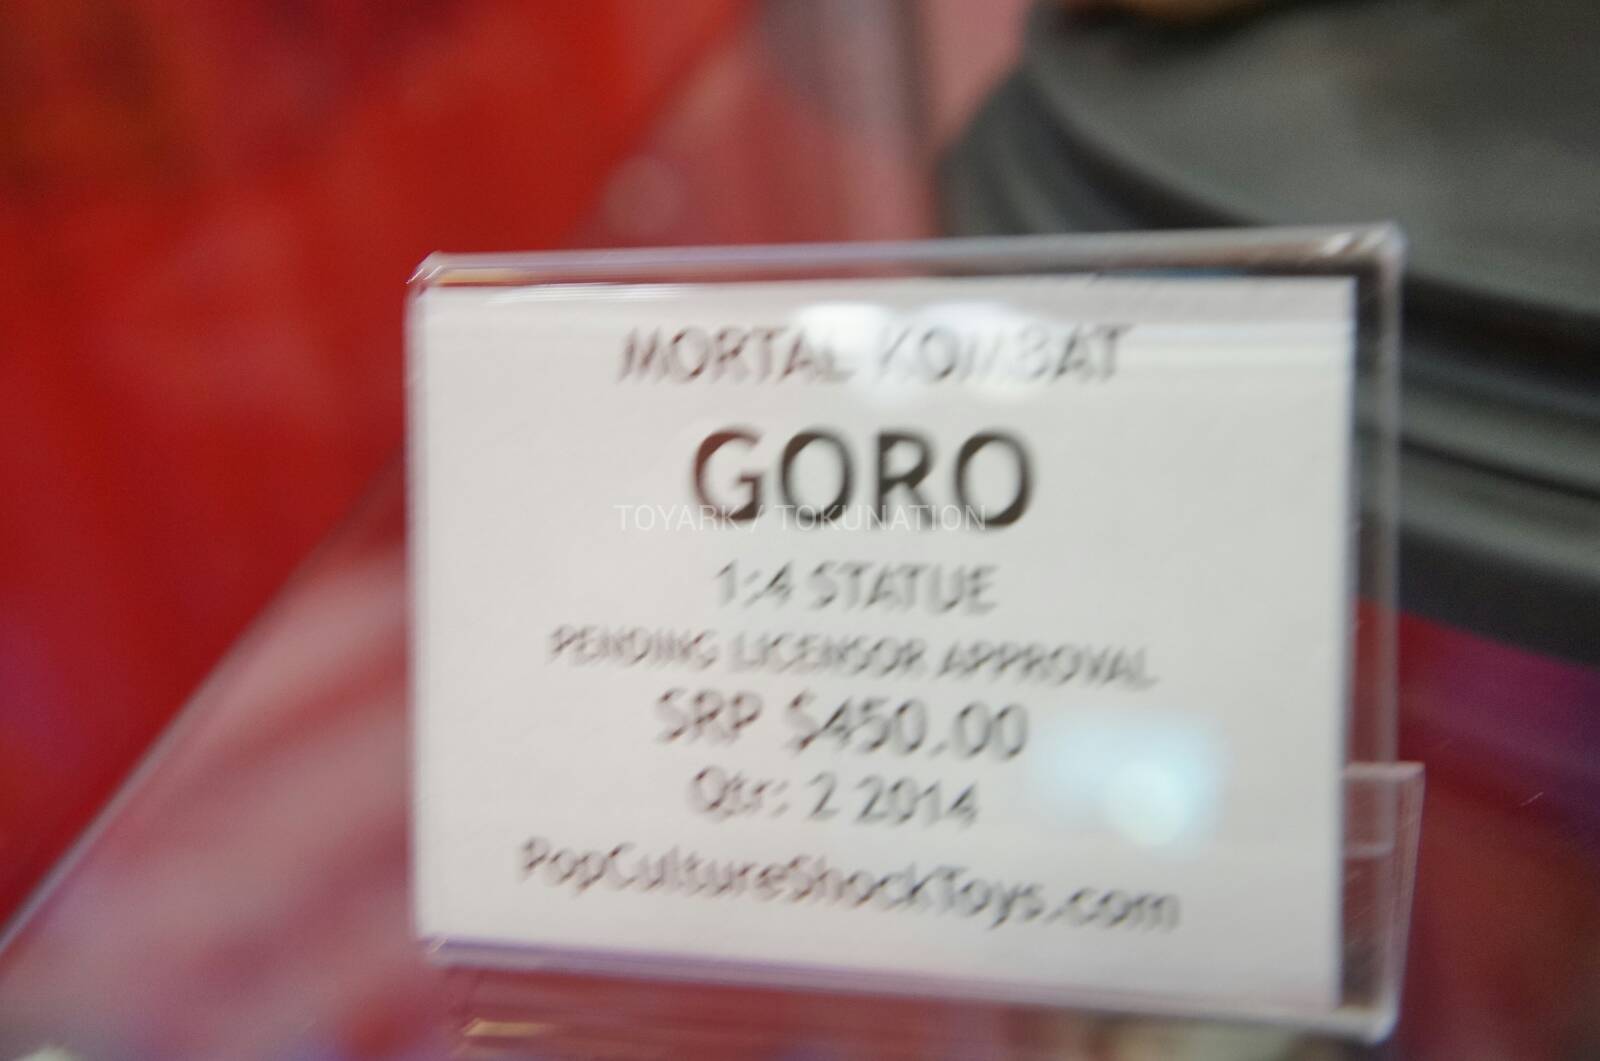 MORTAL KOMBAT
GORO
TOYARK / TOKUNATION
1:4 STATUE
PENDING LICENSOR APPROVAL
SRP $450.00
Qtr: 2 2014
PopCultureShockToys.com